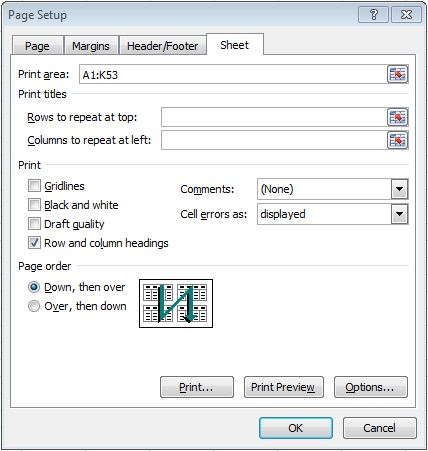 Page Setup
Page Margins Header/Footer Sheet
Print area: A1:K53
Print titles
Rows to repeat at top:
Columns to repeat at left:
Print
Gridlines Comments: (None)
Black and white Cell errors as: displayed
Draft quality
Row and column headings
Page order
Down, then over
Over, then down
Print... Print Preview Options...
OK Cancel